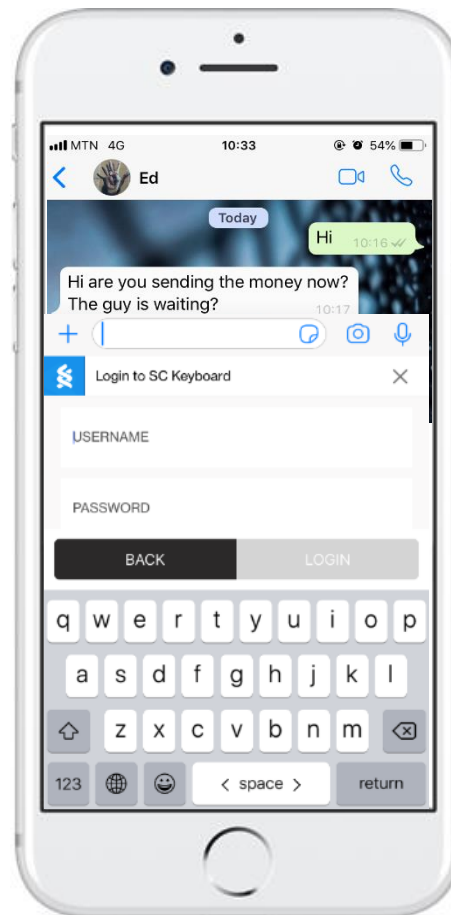 MTN 4G 10:33 54%
Ed
Today
Hi 10:16
Hi are you sending the money now?
The guy is waiting? 10:17
Login to SC Keyboard
USERNAME
PASSWORD
BACK LOGIN
q w e r t y u i o p
a s d f g h j k l
z x c v b n m
123 < space > return